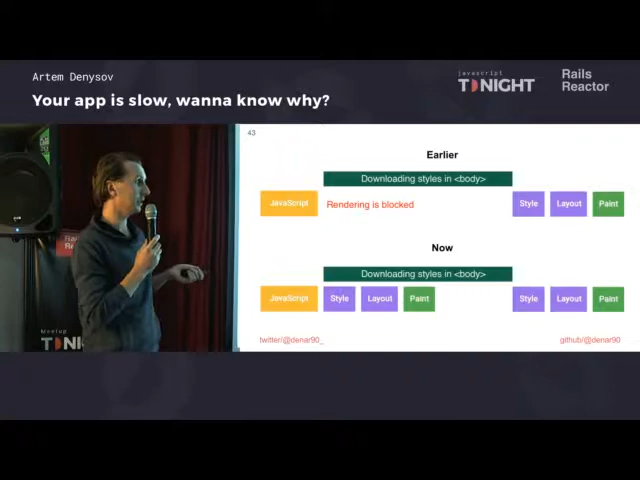 Artem Denysov
Your app is slow, wanna know why?
javascript
TONIGHT
Rails
Reactor
43
Earlier
Downloading styles in <body>
JavaScript
Rendering is blocked
Style
Layout
Paint
Now
Downloading styles in <body>
JavaScript
Style
Layout
Paint
Style
Layout
Paint
twitter/@denar90_
github/@denar90
Rails
Meetup